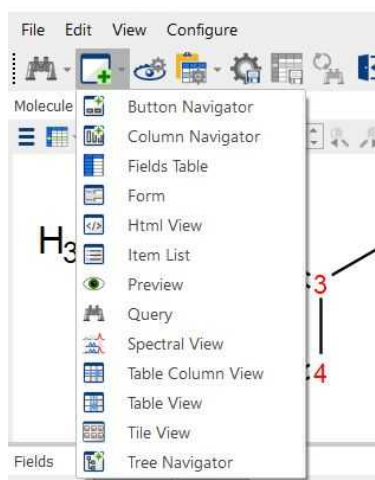 File Edit View Configure
Molecule
Button Navigator
Column Navigator
Fields Table
Form
Html View
Item List
H3
Preview
3
Query
Spectral View
Table Column View
4
Table View
Tile View
Fields
Tree Navigator